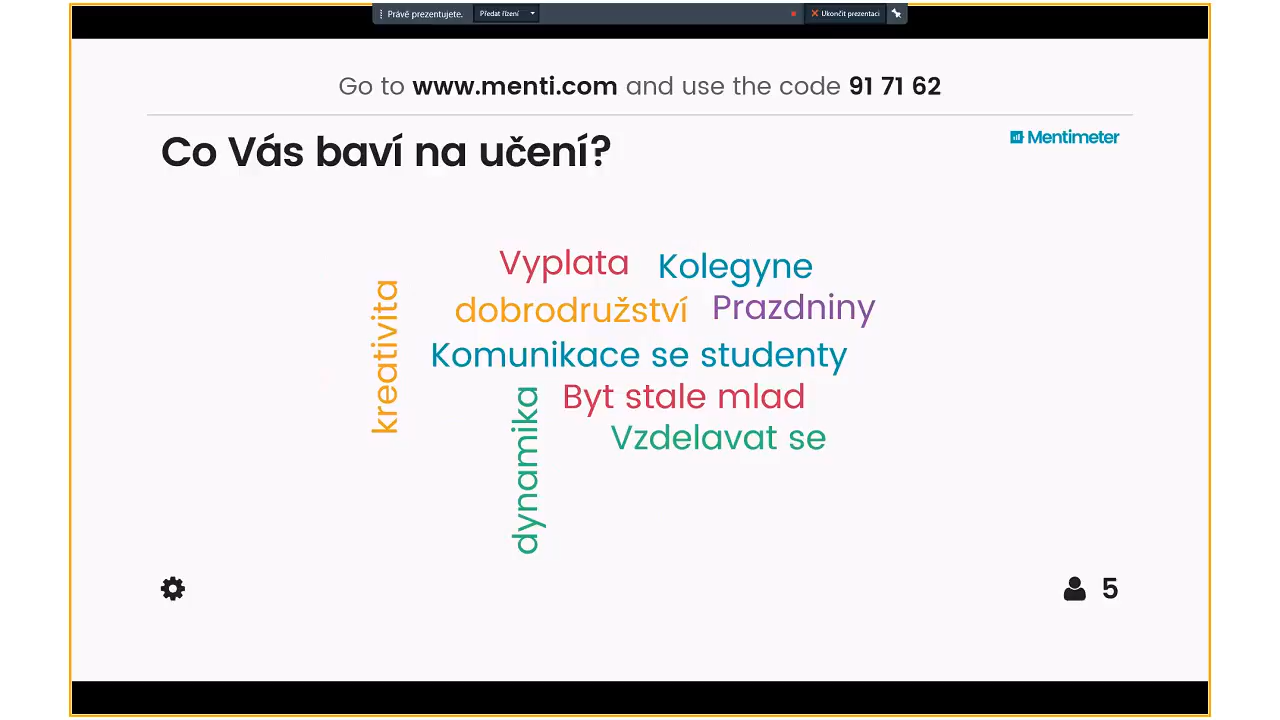 Právě prezentujete.
Předat řízení
Ukončit prezentaci
Go to www.menti.com and use the code 91 71 62
Co Vás baví na učení?
Mentimeter
Vyplata
Kolegyne
kreativita
dobrodružství
Prazdniny
Komunikace se studenty
dynamika
Byt stale mlad
Vzdelavat se
5